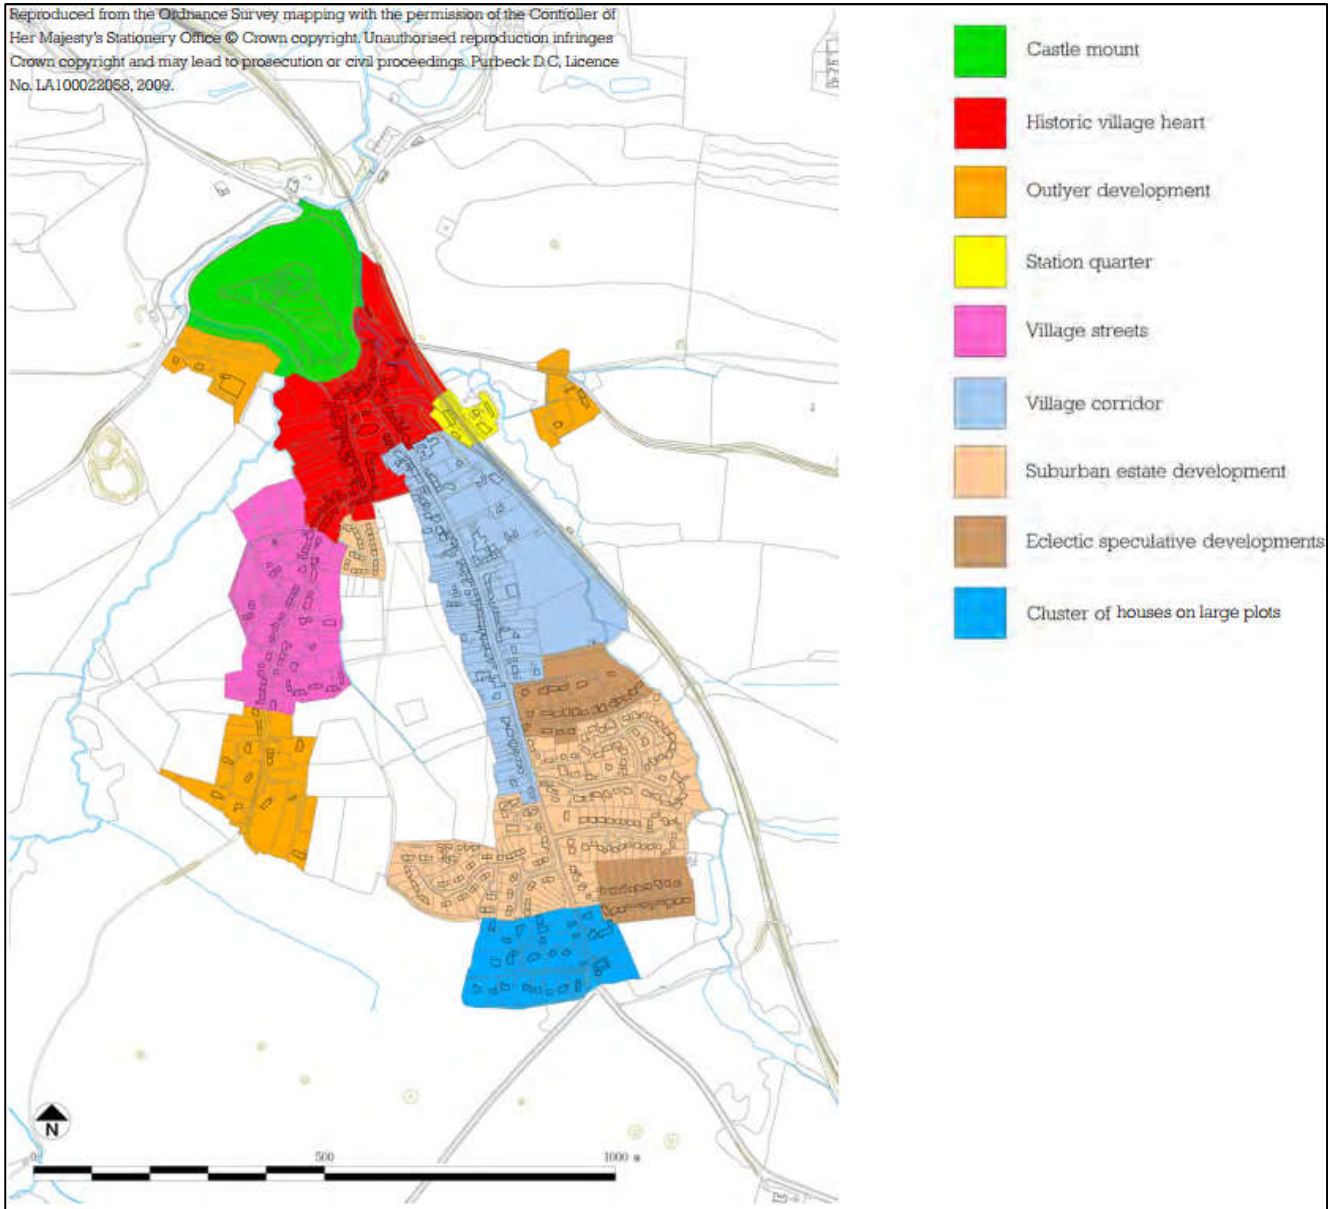 Reproduced from the Ordnance Survey mapping with the permission of the Controller of
Her Majesty's Stationery Office © Crown copyright. Unauthorised reproduction infringes
Crown copyright and may lead to prosecution or civil proceedings. Purbeck D C, Licence
No. LA100022058, 2009.
Castle mount
Historic village heart
Outlyer development
Station quarter
Village streets
Village corridor
Suburban estate development
Eclectic speculative developments
Cluster of houses on large plots
N
0 500 1000 m